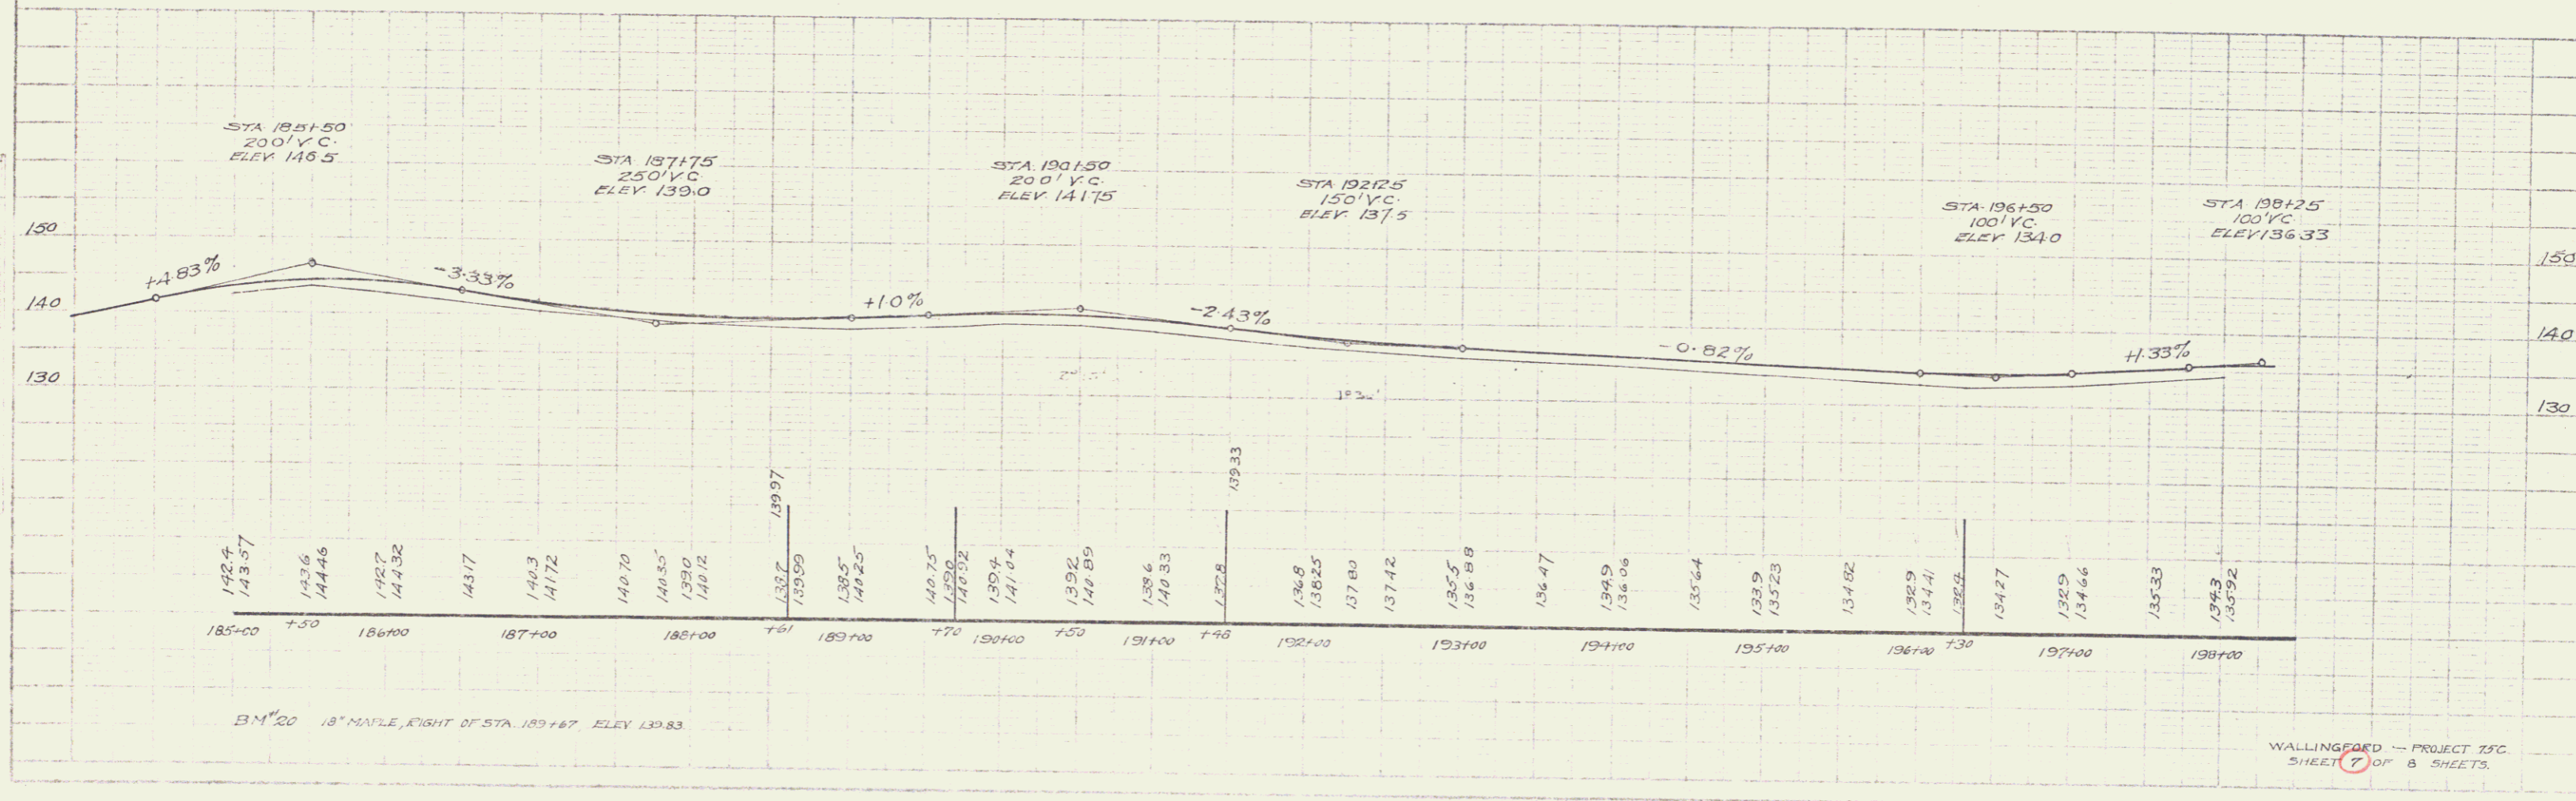 STA. 185+50
200' V.C.
ELEV. 146.5
STA. 187+75
250' V.C.
ELEV. 139.0
STA. 190+50
200' V.C.
ELEV. 141.75
STA. 192+25
150' V.C.
ELEV. 137.5
STA. 196+50
100' V.C.
ELEV. 134.0
STA. 198+25
100' V.C.
ELEV. 136.33
150
140
130
+4.83%
-3.33%
+1.0%
-2.43%
-0.82%
+1.33%
150
140
130
142.4
143.57
143.6
144.46
142.7
144.32
143.17
140.3
141.72
140.70
140.35
139.0
140.12
139.97
138.2
139.99
138.5
140.25
140.75
139.0
140.92
139.4
141.04
139.2
140.89
138.6
140.33
139.33
137.8
136.8
138.25
137.80
137.42
135.5
136.88
136.47
134.9
136.06
135.64
133.9
135.23
134.82
132.9
134.41
132.4
134.27
132.9
134.66
135.33
134.3
135.92
185+00 +50 186+00 187+00 188+00 +61 189+00 +70 190+00 +50 191+00 +48 192+00 193+00 194+00 195+00 196+00 +30 197+00 198+00
B.M.#20 18" MAPLE, RIGHT OF STA. 189+67 ELEV. 139.83
WALLINGFORD — PROJECT 75C.
SHEET 7 OF 8 SHEETS.